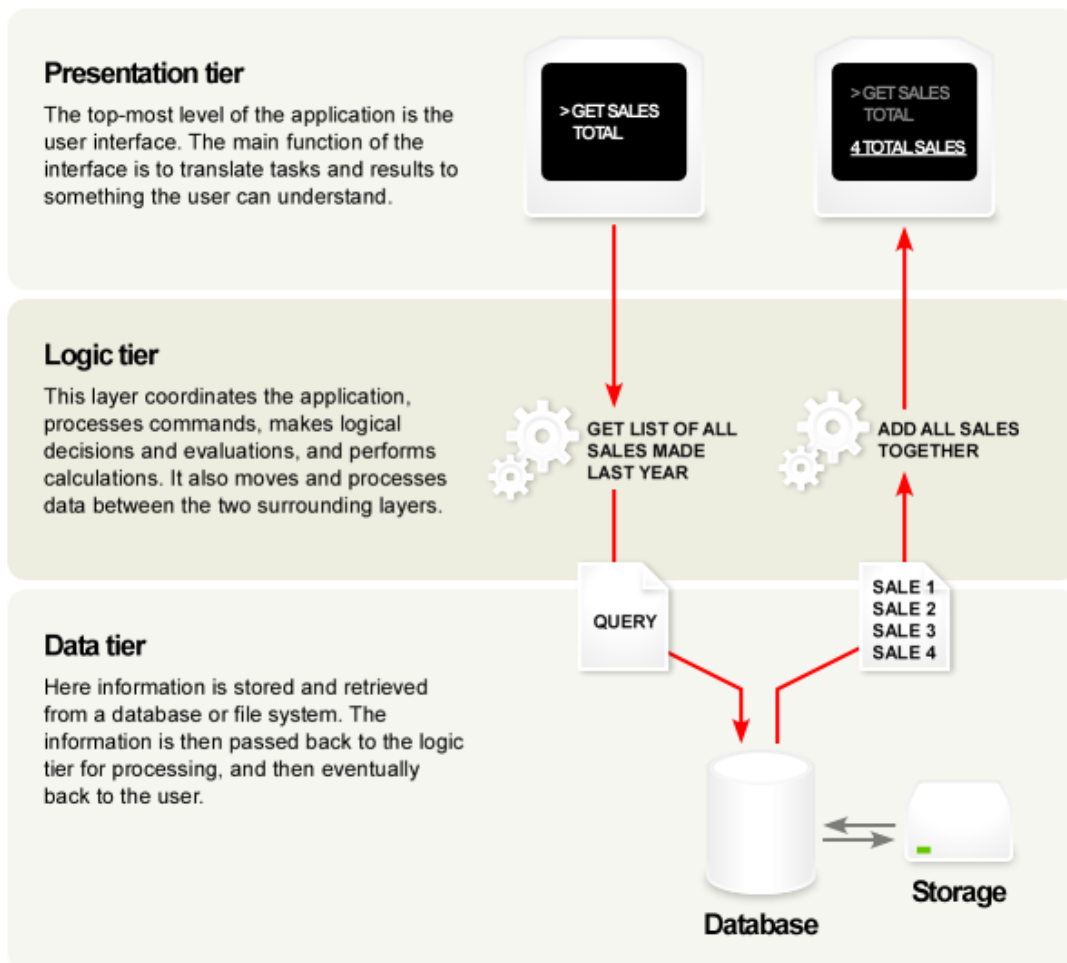 Presentation tier
The top-most level of the application is the
user interface. The main function of the
interface is to translate tasks and results to
something the user can understand.
>GET SALES
TOTAL
>GET SALES
TOTAL
4 TOTAL SALES
Logic tier
This layer coordinates the application,
processes commands, makes logical
decisions and evaluations, and performs
calculations. It also moves and processes
data between the two surrounding layers.
GET LIST OF ALL
SALES MADE
LAST YEAR
ADD ALL SALES
TOGETHER
QUERY
SALE 1
SALE 2
SALE 3
SALE 4
Data tier
Here information is stored and retrieved
from a database or file system. The
information is then passed back to the logic
tier for processing, and then eventually
back to the user.
Database
Storage